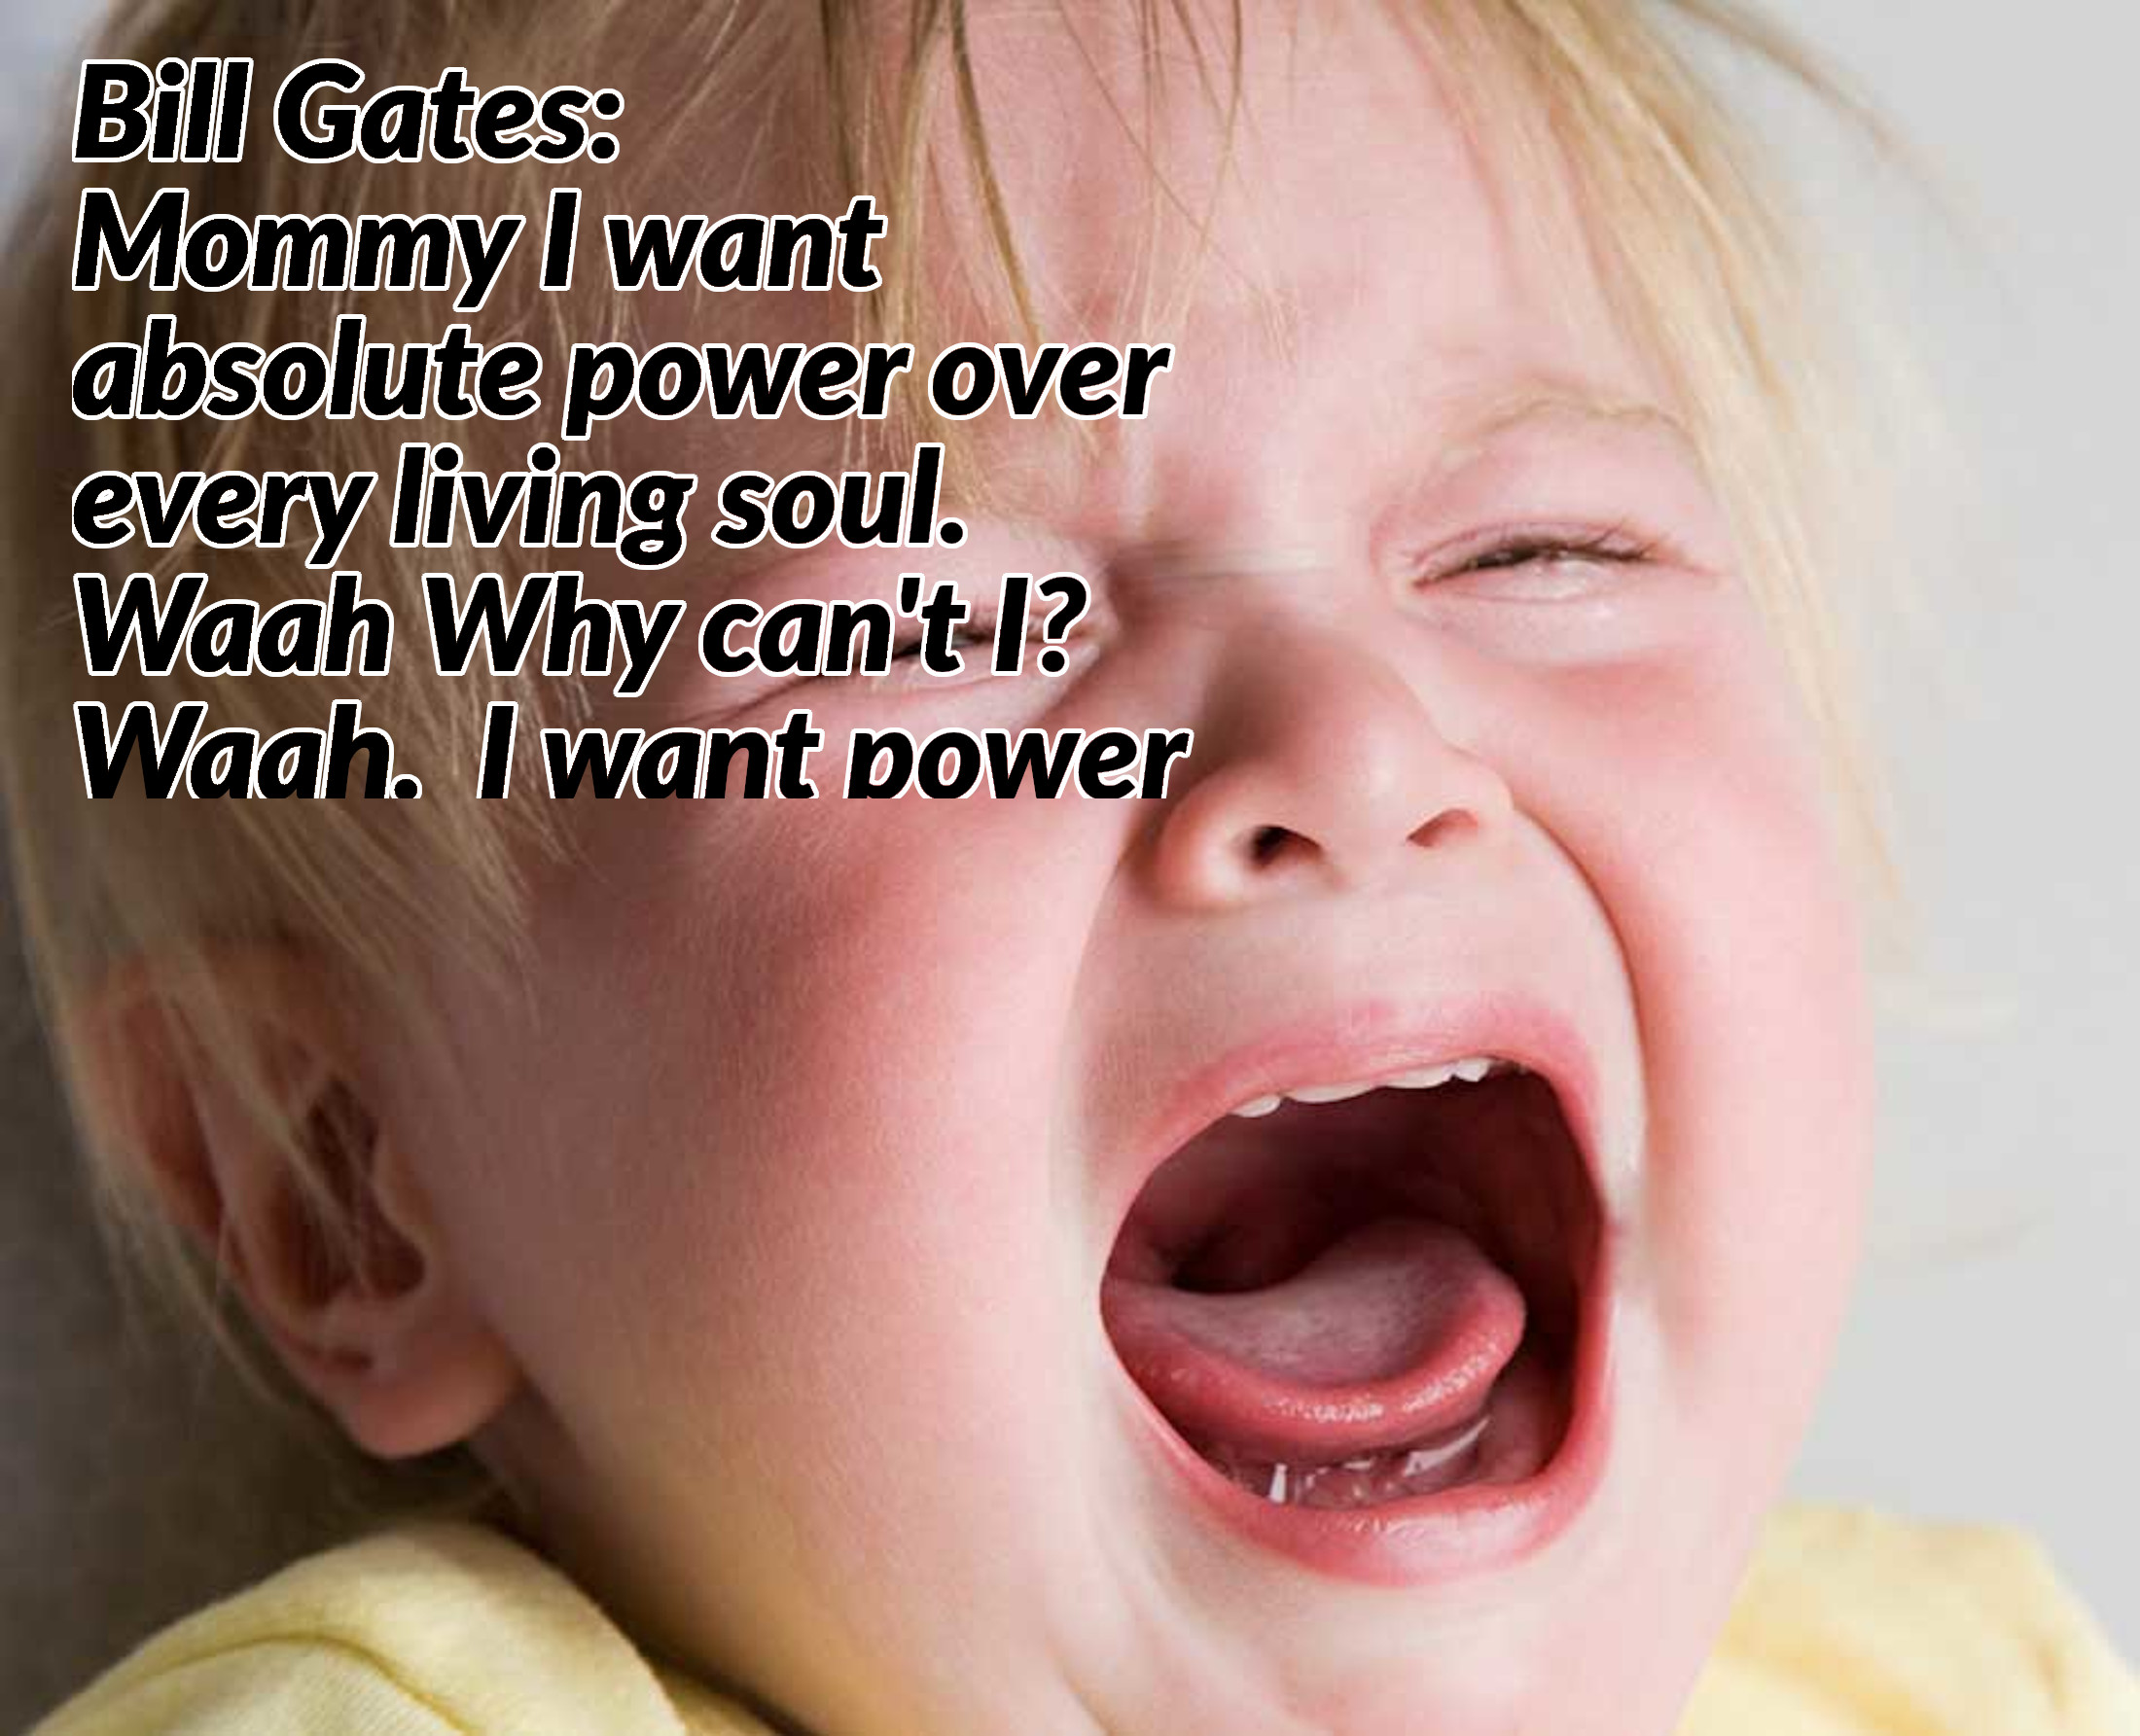 Bill Gates:
Mommy I want
absolute power over
every living soul.
Waah Why can't I?
Waah.  I want power